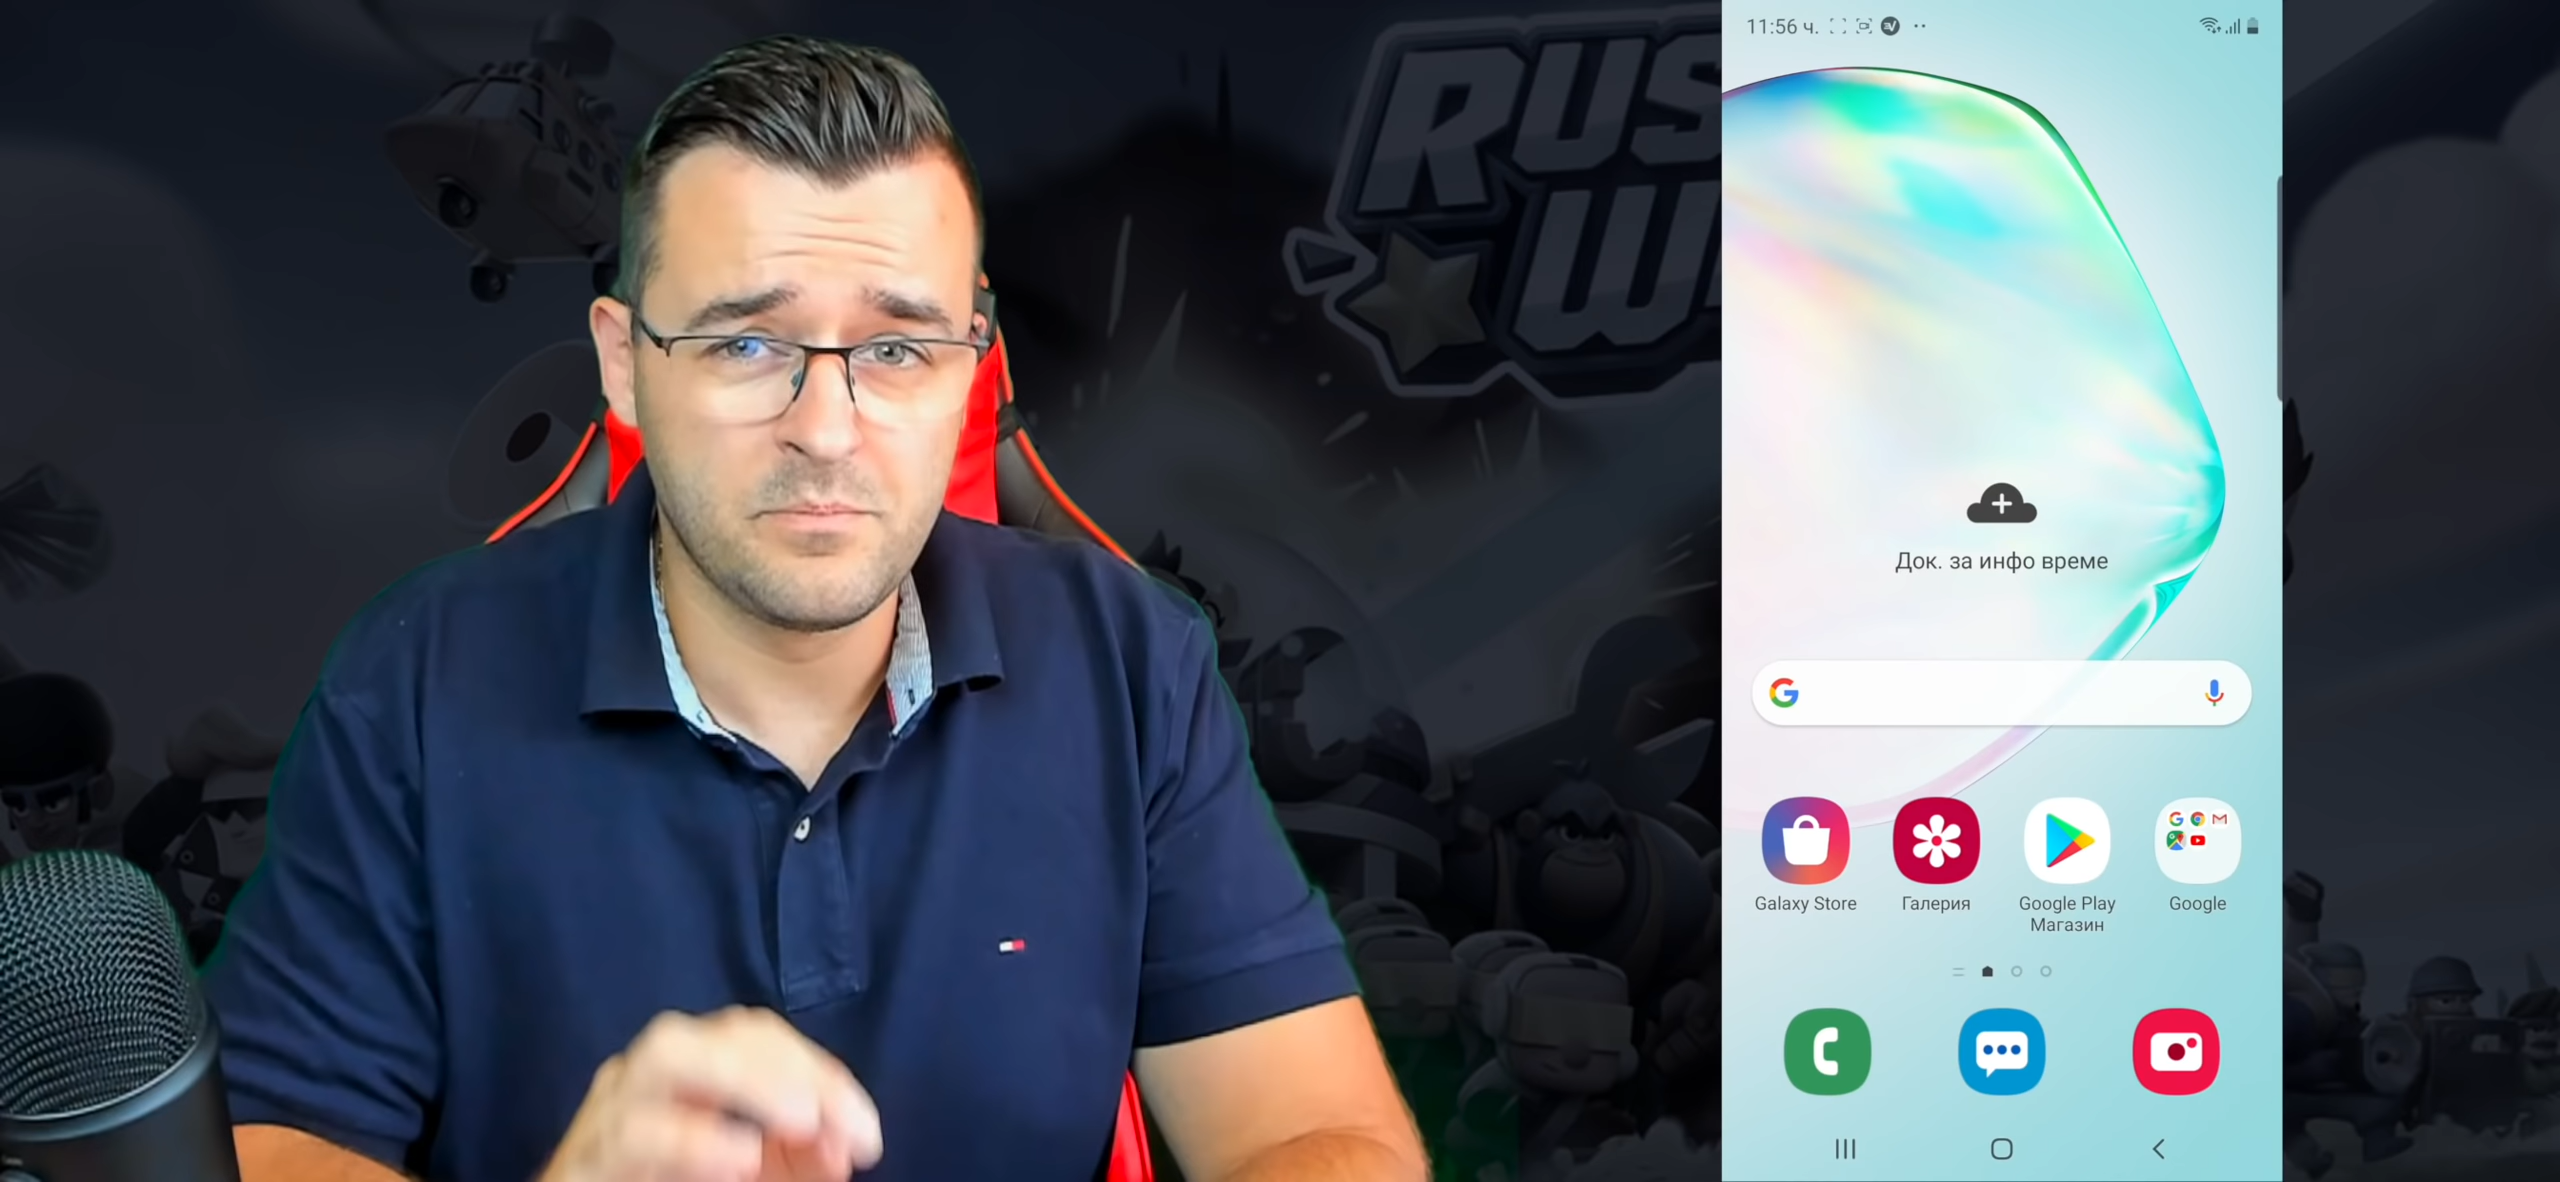 RUS
W
11:56 ч.
Док. за инфо време
Galaxy Store
Галерия
Google Play
Магазин
Google